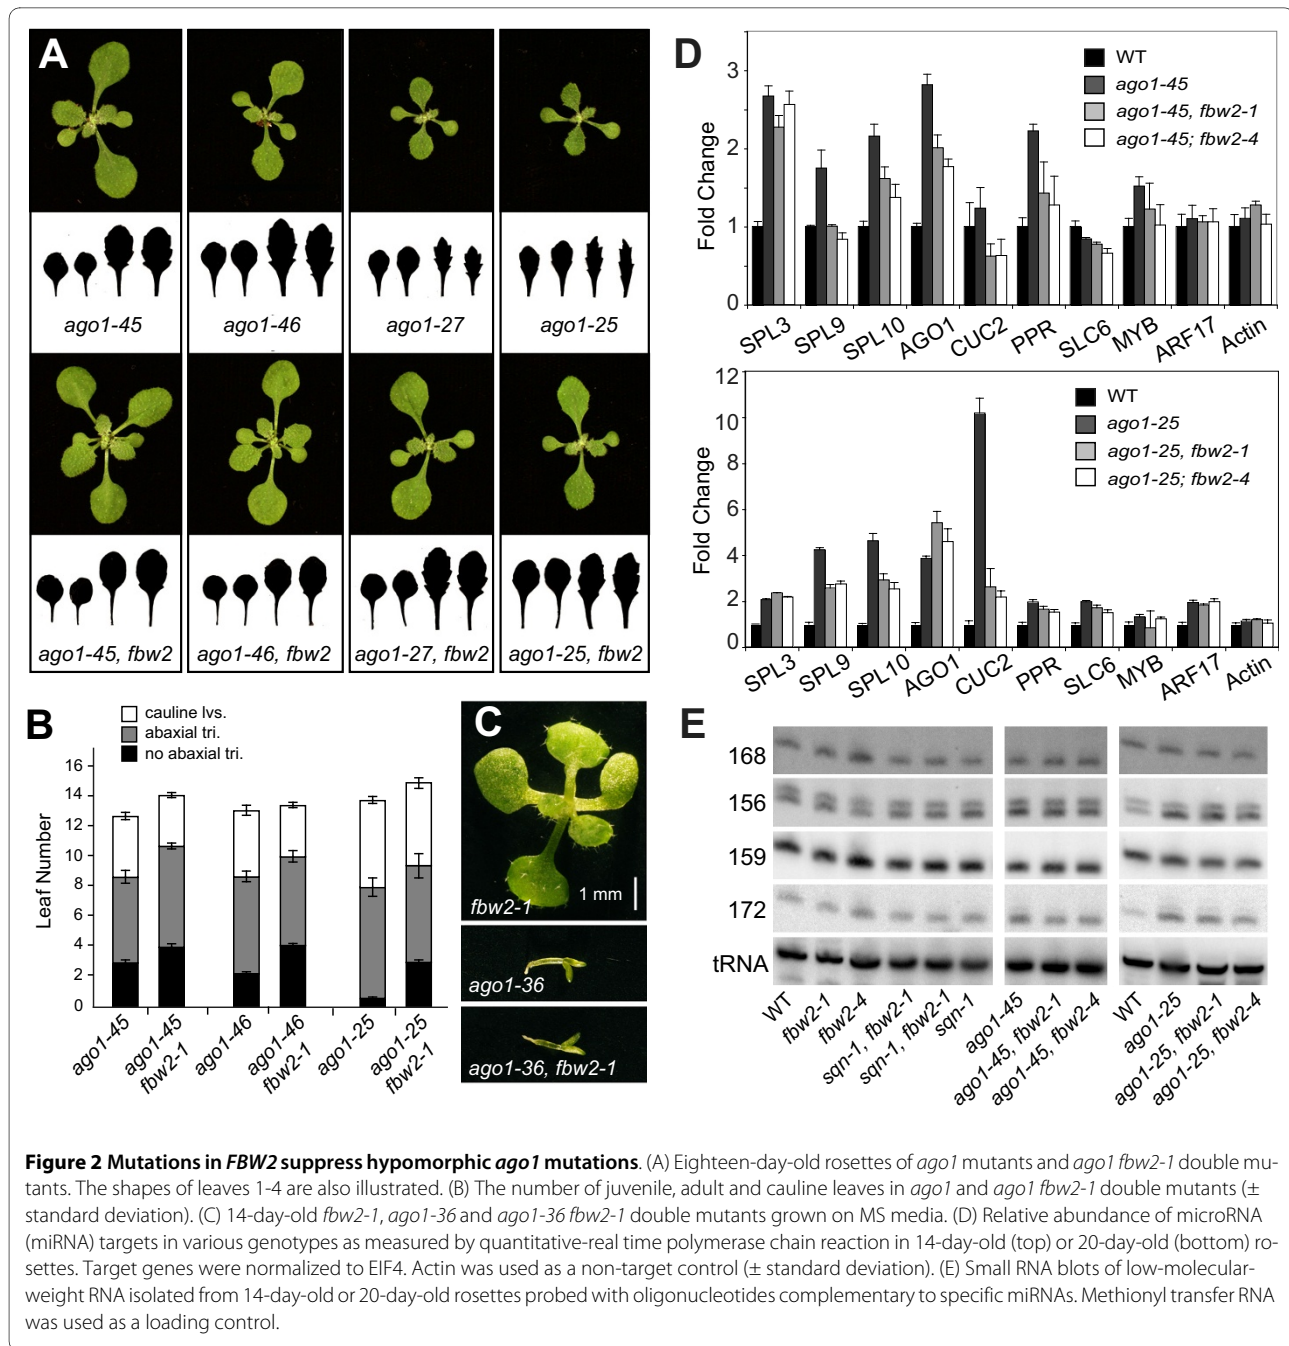 A
ago1-45
ago1-46
ago1-27
ago1-25
ago1-45, fbw2
ago1-46, fbw2
ago1-27, fbw2
ago1-25, fbw2
B
cauline lvs.
abaxial tri.
no abaxial tri.
Leaf Number
16
14
12
10
8
6
4
2
0
ago1-45
ago1-45
fbw2-1
ago1-46
ago1-46
fbw2-1
ago1-25
ago1-25
fbw2-1
C
1 mm
fbw2-1
ago1-36
ago1-36, fbw2-1
D
WT
ago1-45
ago1-45, fbw2-1
ago1-45; fbw2-4
Fold Change
3
2
1
0
SPL3
SPL9
SPL10
AGO1
CUC2
PPR
SLC6
MYB
ARF17
Actin
WT
ago1-25
ago1-25, fbw2-1
ago1-25; fbw2-4
Fold Change
12
10
8
6
4
2
0
SPL3
SPL9
SPL10
AGO1
CUC2
PPR
SLC6
MYB
ARF17
Actin
E
168
156
159
172
tRNA
WT
fbw2-1
fbw2-4
sqn-1, fbw2-1
sqn-1, fbw2-1
sqn-1
ago1-45
ago1-45, fbw2-1
ago1-45, fbw2-4
WT
ago1-25
ago1-25, fbw2-1
ago1-25, fbw2-4
Figure 2 Mutations in FBW2 suppress hypomorphic ago1 mutations. (A) Eighteen-day-old rosettes of ago1 mutants and ago1 fbw2-1 double mu-
tants. The shapes of leaves 1-4 are also illustrated. (B) The number of juvenile, adult and cauline leaves in ago1 and ago1 fbw2-1 double mutants (±
standard deviation). (C) 14-day-old fbw2-1, ago1-36 and ago1-36 fbw2-1 double mutants grown on MS media. (D) Relative abundance of microRNA
(miRNA) targets in various genotypes as measured by quantitative-real time polymerase chain reaction in 14-day-old (top) or 20-day-old (bottom) ro-
settes. Target genes were normalized to EIF4. Actin was used as a non-target control (± standard deviation). (E) Small RNA blots of low-molecular-
weight RNA isolated from 14-day-old or 20-day-old rosettes probed with oligonucleotides complementary to specific miRNAs. Methionyl transfer RNA
was used as a loading control.